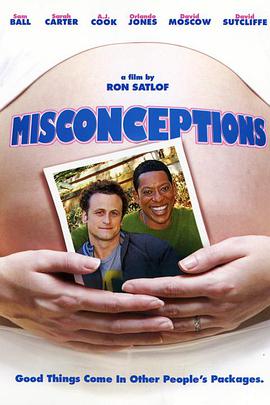 Sam BALL Sarah CARTER A.J. COOK Orlando JONES David MOSCOW David SUTCLIFFE
a film by
RON SATLOF
MISCONCEPTIONS
Good Things Come In Other People's Packages.